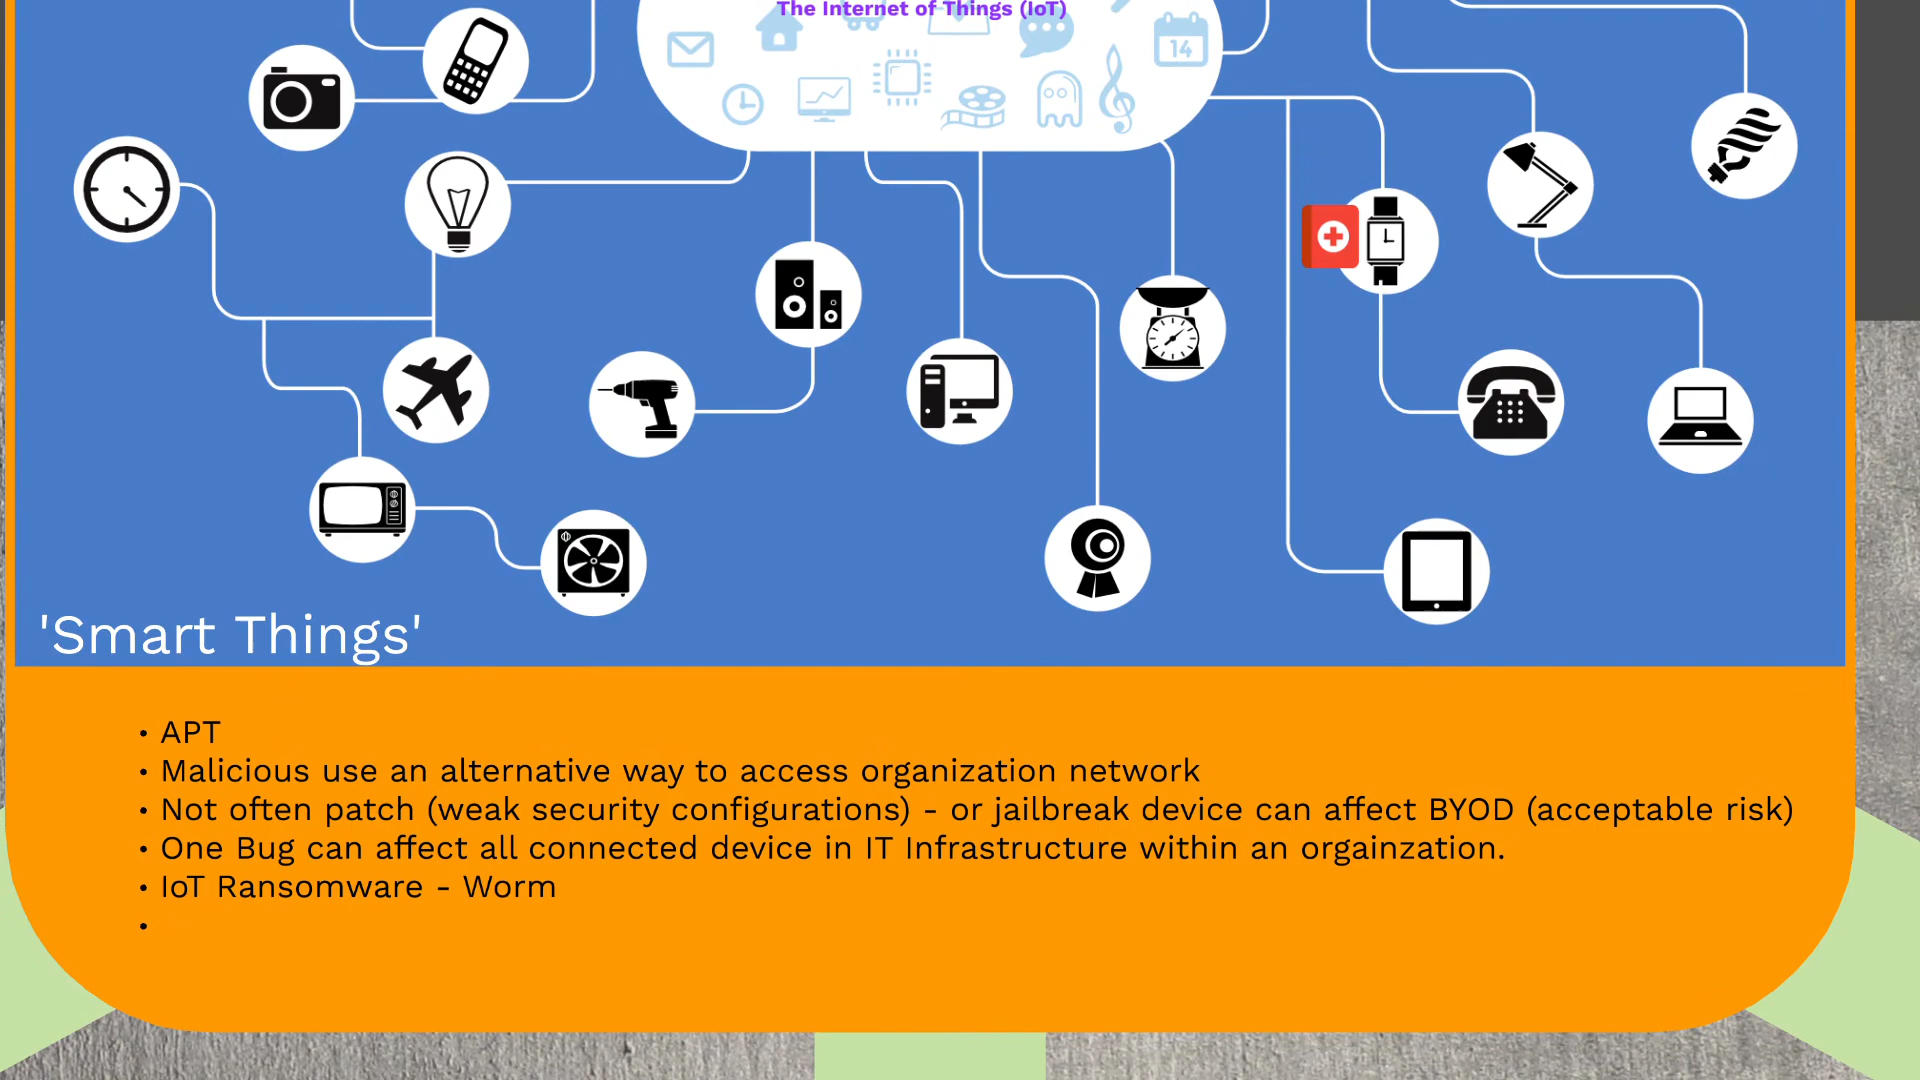 The Internet of Things (IoT)
14
'Smart Things'
• APT
• Malicious use an alternative way to access organization network
• Not often patch (weak security configurations) - or jailbreak device can affect BYOD (acceptable risk)
• One Bug can affect all connected device in IT Infrastructure within an orgainzation.
• IoT Ransomware - Worm
•